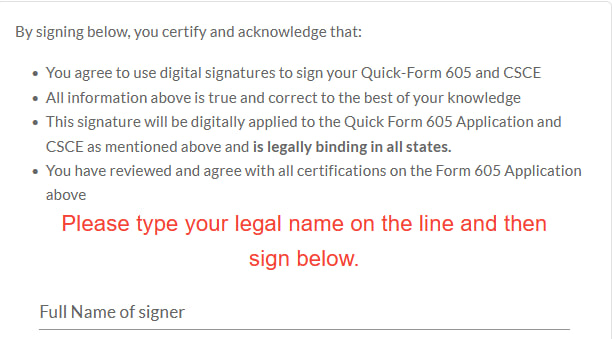 By signing below, you certify and acknowledge that:
• You agree to use digital signatures to sign your Quick-Form 605 and CSCE
• All information above is true and correct to the best of your knowledge
• This signature will be digitally applied to the Quick Form 605 Application and
CSCE as mentioned above and is legally binding in all states.
• You have reviewed and agree with all certifications on the Form 605 Application
above
Please type your legal name on the line and then
sign below.
Full Name of signer